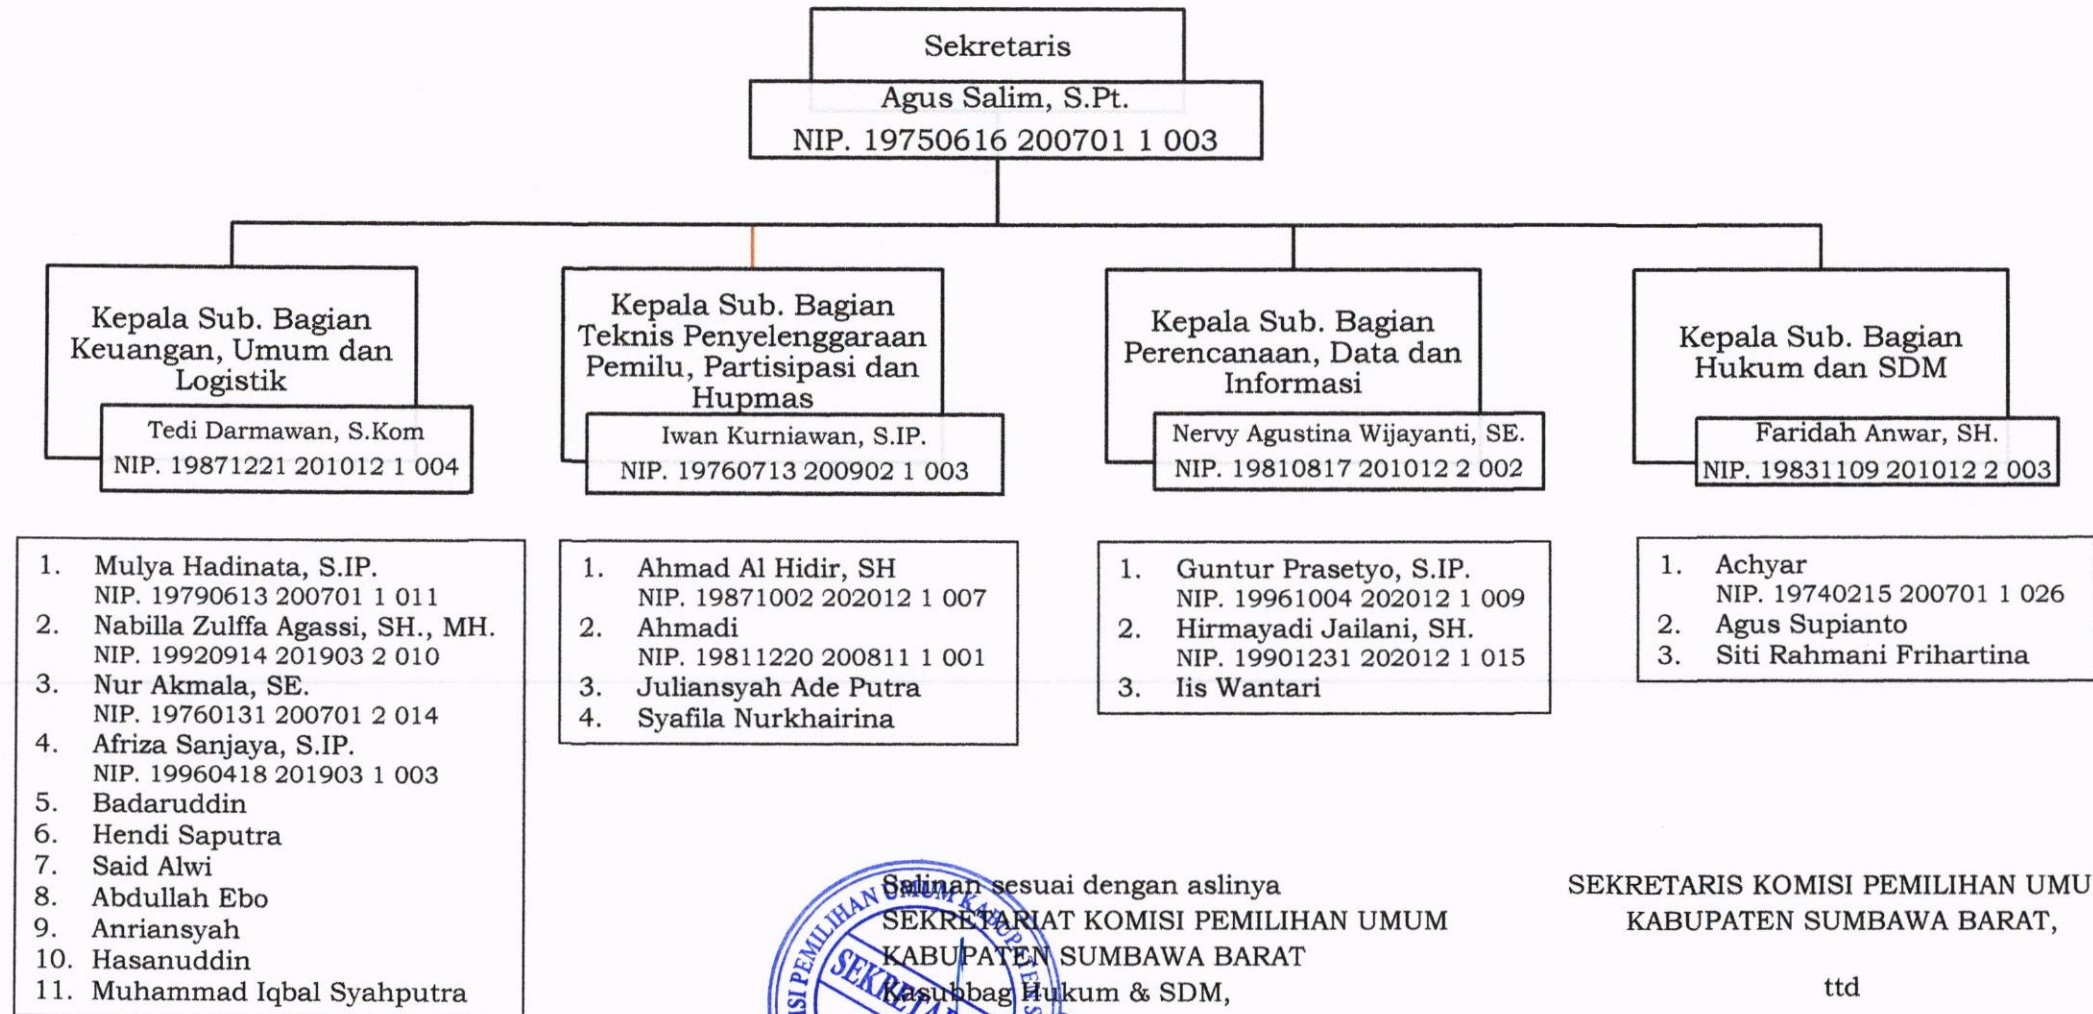 Sekretaris
Agus Salim, S.Pt.
NIP. 19750616 200701 1 003
Kepala Sub. Bagian
Keuangan, Umum dan
Logistik
Tedi Darmawan, S.Kom
NIP. 19871221 201012 1 004
Kepala Sub. Bagian
Teknis Penyelenggaraan
Pemilu, Partisipasi dan
Hupmas
Iwan Kurniawan, S.IP.
NIP. 19760713 200902 1 003
Kepala Sub. Bagian
Perencanaan, Data dan
Informasi
Nervy Agustina Wijayanti, SE.
NIP. 19810817 201012 2 002
Kepala Sub. Bagian
Hukum dan SDM
Faridah Anwar, SH.
NIP. 19831109 201012 2 003
1. Mulya Hadinata, S.IP.
NIP. 19790613 200701 1 011
2. Nabilla Zulffa Agassi, SH., MH.
NIP. 19920914 201903 2 010
3. Nur Akmala, SE.
NIP. 19760131 200701 2 014
4. Afriza Sanjaya, S.IP.
NIP. 19960418 201903 1 003
5. Badaruddin
6. Hendi Saputra
7. Said Alwi
8. Abdullah Ebo
9. Anriansyah
10. Hasanuddin
11. Muhammad Iqbal Syahputra
1. Ahmad Al Hidir, SH
NIP. 19871002 202012 1 007
2. Ahmadi
NIP. 19811220 200811 1 001
3. Juliansyah Ade Putra
4. Syafila Nurkhairina
1. Guntur Prasetyo, S.IP.
NIP. 19961004 202012 1 009
2. Hirmayadi Jailani, SH.
NIP. 19901231 202012 1 015
3. Iis Wantari
1. Achyar
NIP. 19740215 200701 1 026
2. Agus Supianto
3. Siti Rahmani Frihartina
Salinan sesuai dengan aslinya
SEKRETARIAT KOMISI PEMILIHAN UMUM
KABUPATEN SUMBAWA BARAT
Kasubbag Hukum & SDM,
SI PEMILIHAN UMUM KABUPATEN S
SEKRETA
SEKRETARIS KOMISI PEMILIHAN UMU
KABUPATEN SUMBAWA BARAT,
ttd